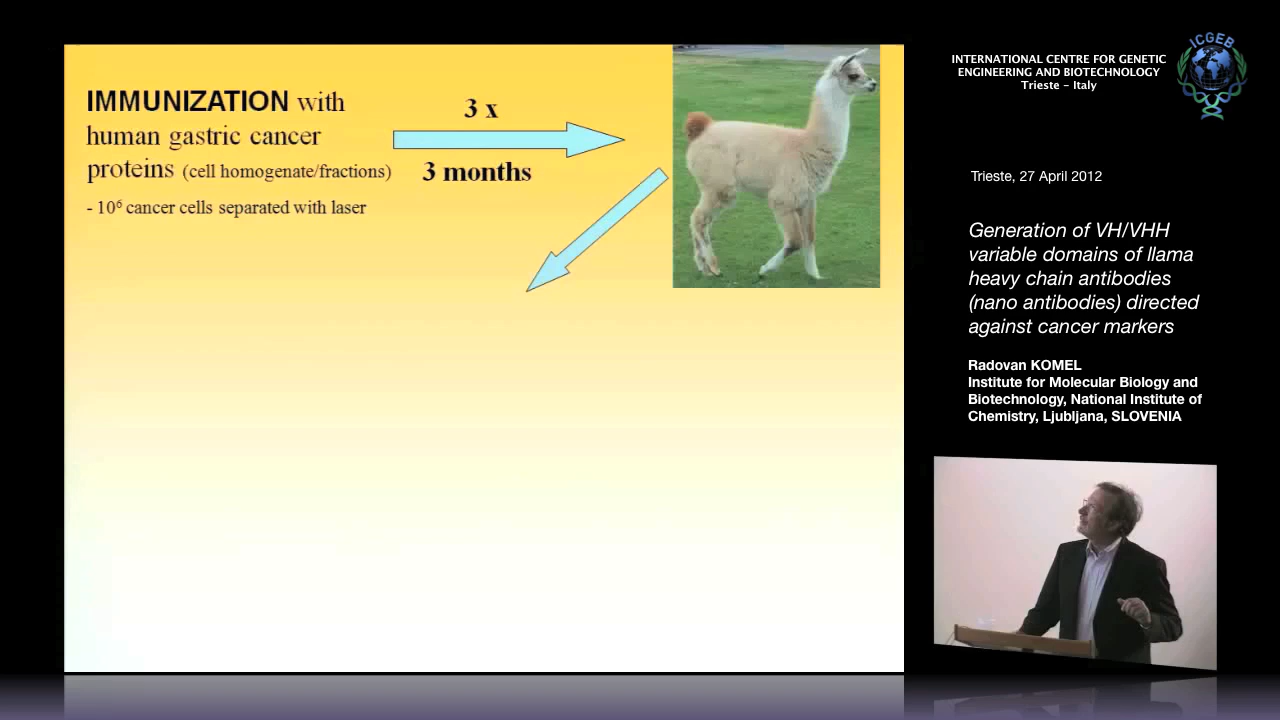 IMMUNIZATION with
human gastric cancer
proteins (cell homogenate/fractions)
- 10⁶ cancer cells separated with laser
3 x
3 months
INTERNATIONAL CENTRE FOR GENETIC
ENGINEERING AND BIOTECHNOLOGY
Trieste - Italy
ICGEB
Trieste, 27 April 2012
Generation of VH/VHH
variable domains of llama
heavy chain antibodies
(nano antibodies) directed
against cancer markers
Radovan KOMEL
Institute for Molecular Biology and
Biotechnology, National Institute of
Chemistry, Ljubljana, SLOVENIA